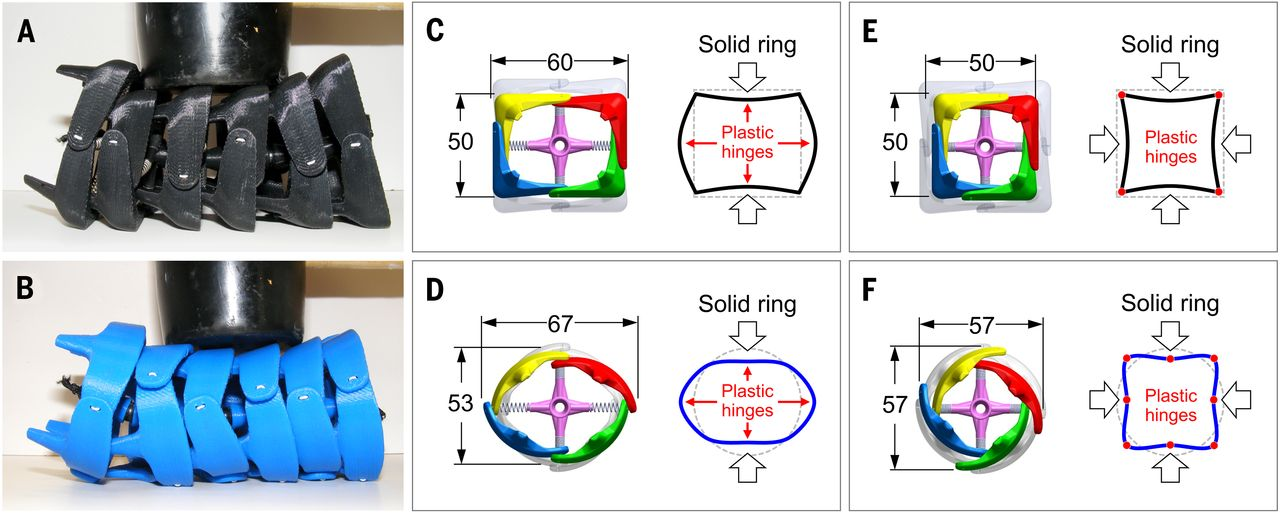 A
B
C
60
50
Solid ring
Plastic
hinges
D
67
53
Solid ring
Plastic
hinges
E
50
50
Solid ring
Plastic
hinges
F
57
57
Solid ring
Plastic
hinges